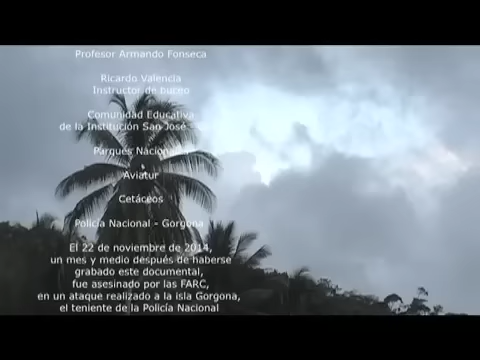 Profesor Armando Fonseca
Ricardo Valencia
Instructor de buceo
Comunidad Educativa
de la Institución San José -
Parques Nacionales
Aviatur
Cetáceos
Policía Nacional - Gorgona
El 22 de noviembre de 2014,
un mes y medio después de haberse
grabado este documental,
fue asesinado por las FARC,
en un ataque realizado a la isla Gorgona,
el teniente de la Policía Nacional